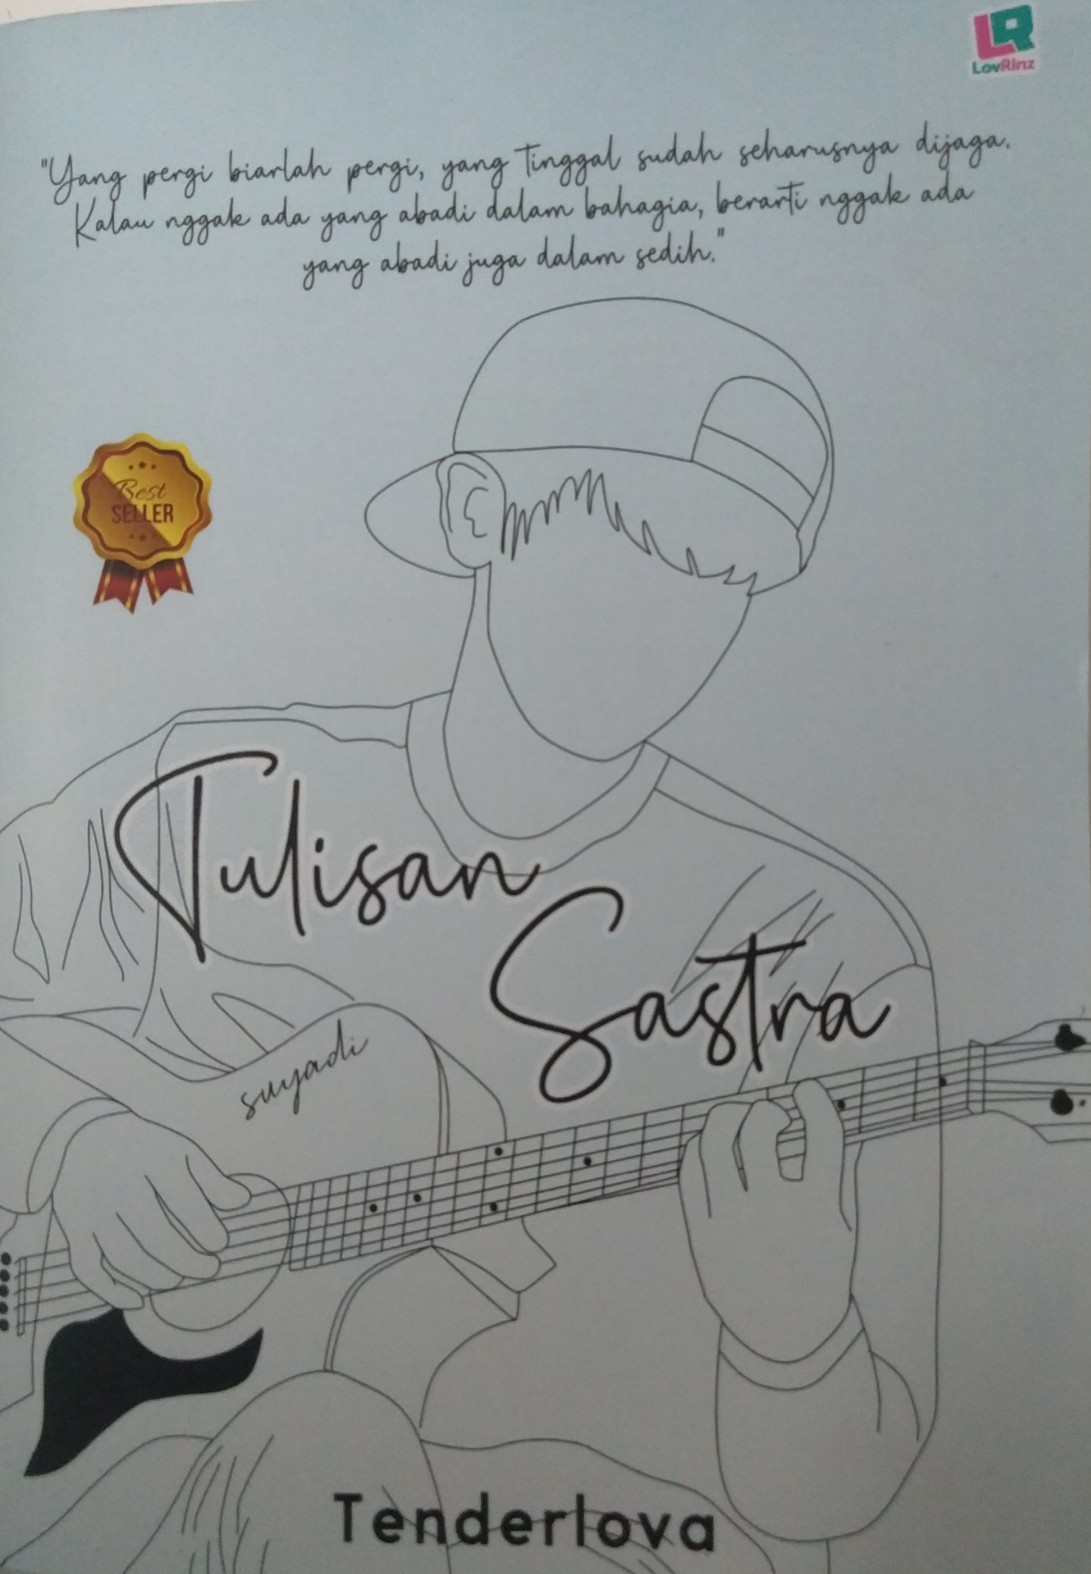 LR
LovRinz
"Yang pergi biarlah pergi, yang tinggal sudah seharusnya dijaga.
Kalau nggak ada yang abadi dalam bahagia, berarti nggak ada
yang abadi juga dalam sedih."
Best
SELLER
Tulisan
Sastra
suyadi
Tenderlova